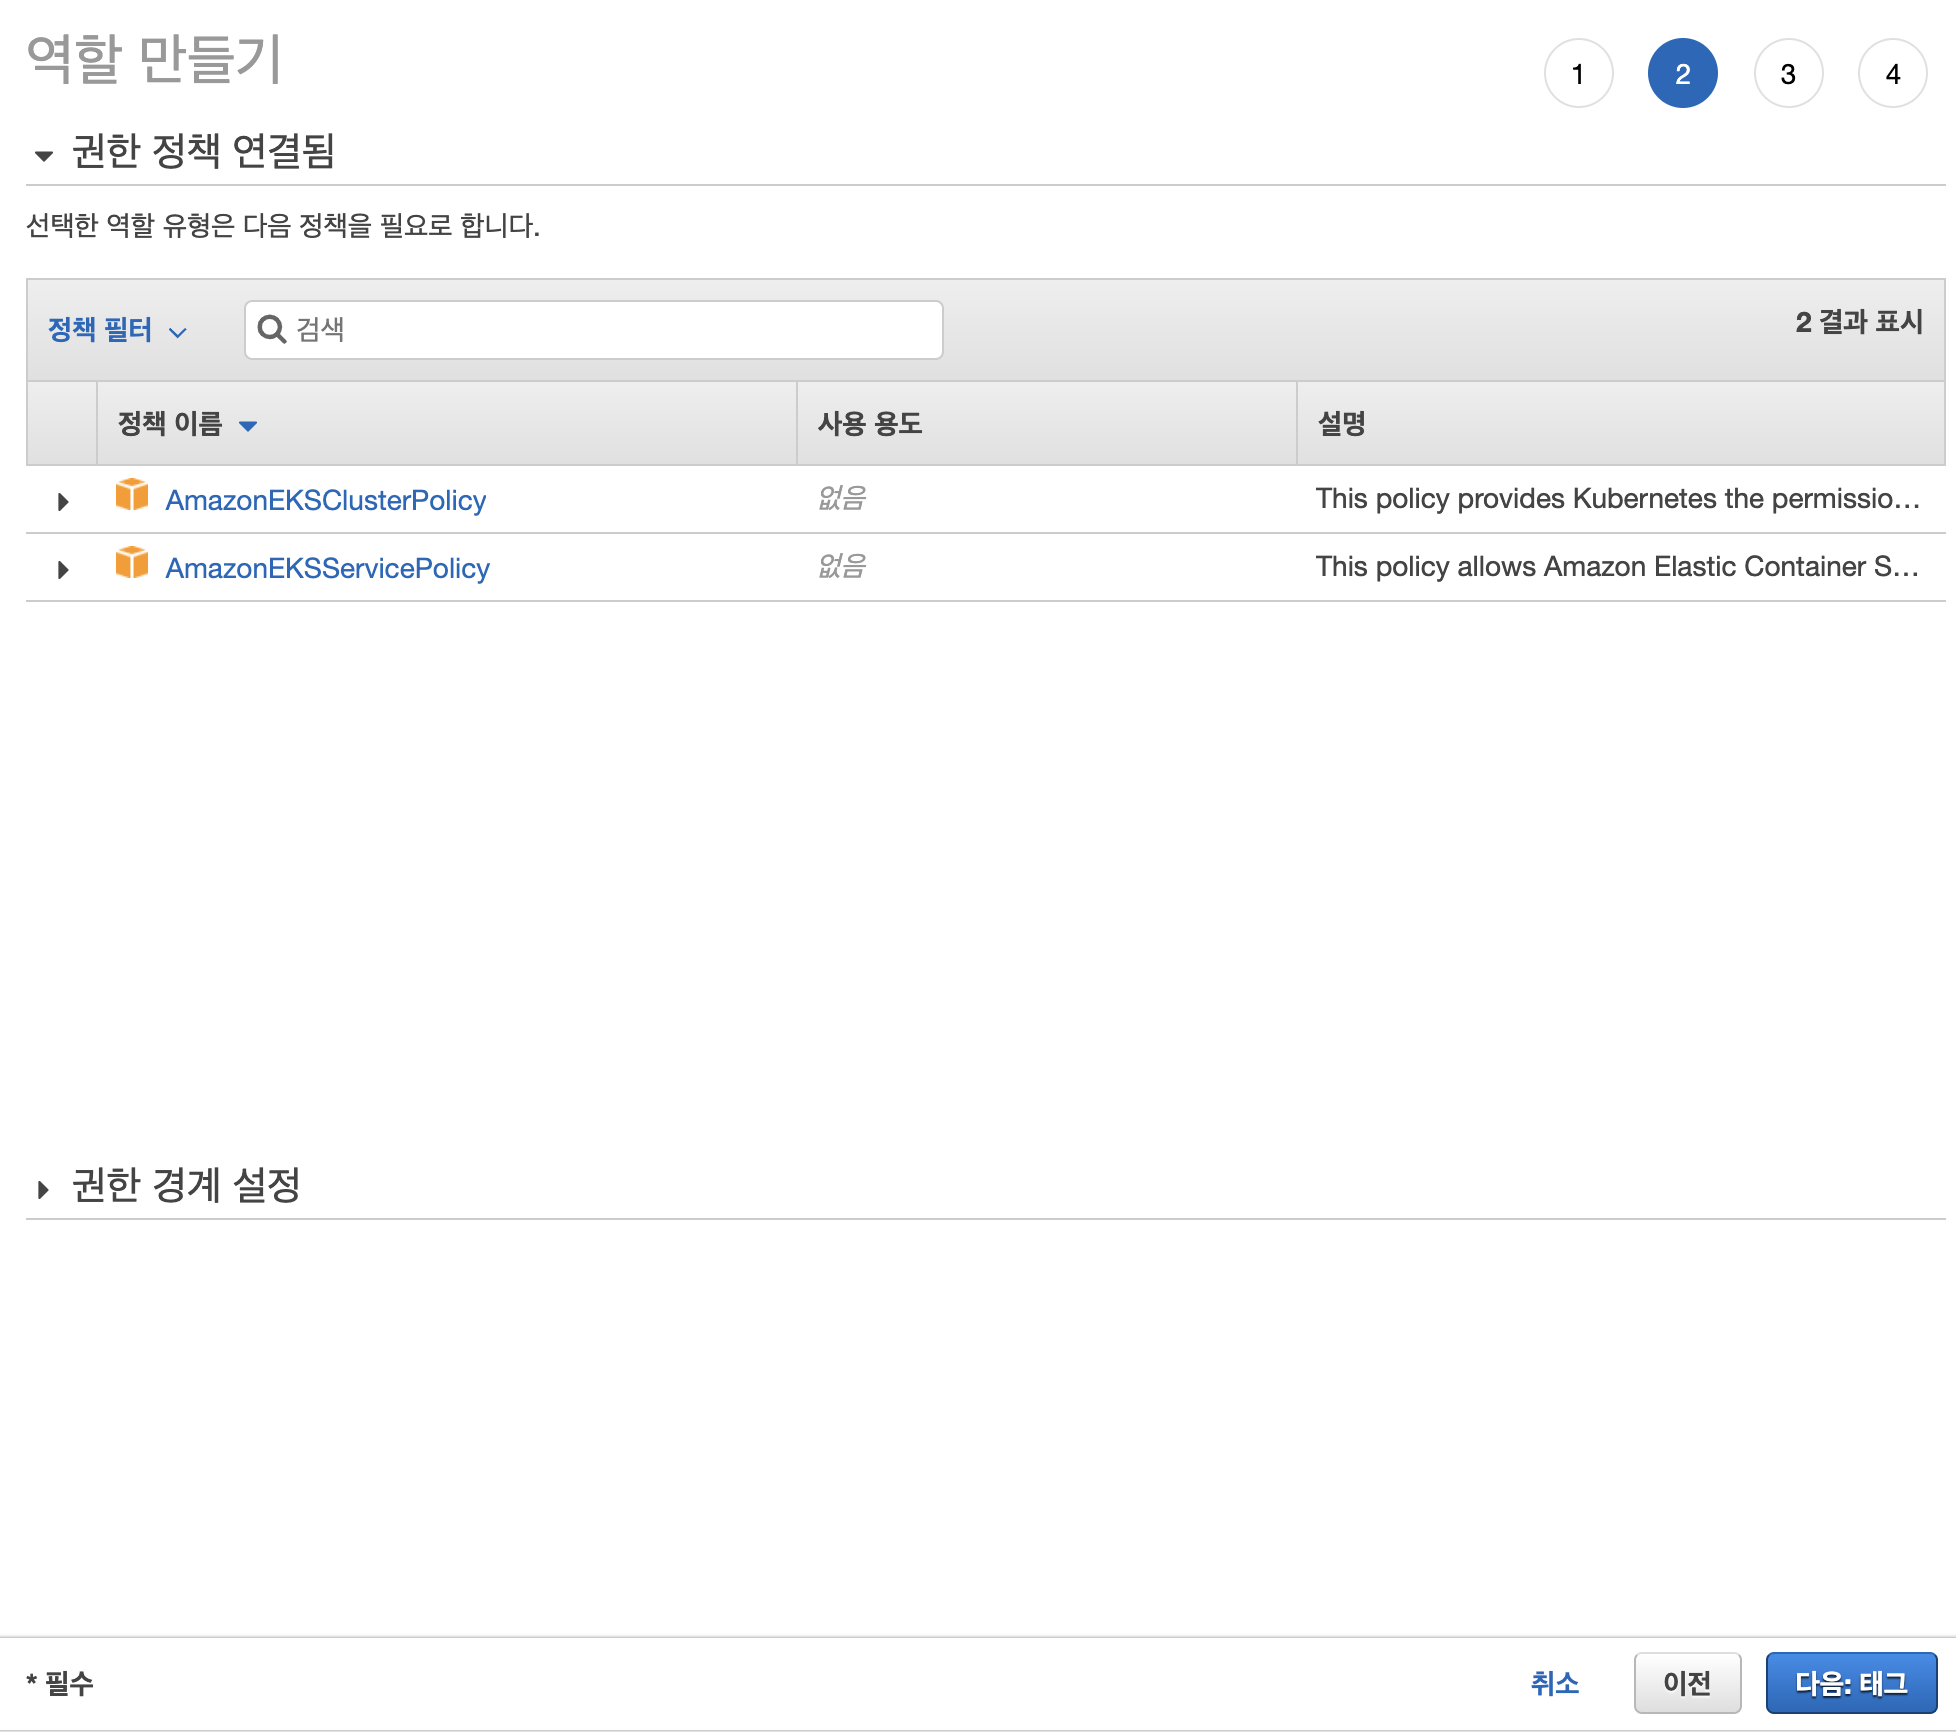 역할 만들기
1 2 3 4
권한 정책 연결됨
선택한 역할 유형은 다음 정책을 필요로 합니다.
정책 필터 검색 2 결과 표시
정책 이름 사용 용도 설명
AmazonEKSClusterPolicy 없음 This policy provides Kubernetes the permissio...
AmazonEKSServicePolicy 없음 This policy allows Amazon Elastic Container S...
권한 경계 설정
* 필수 취소 이전 다음: 태그